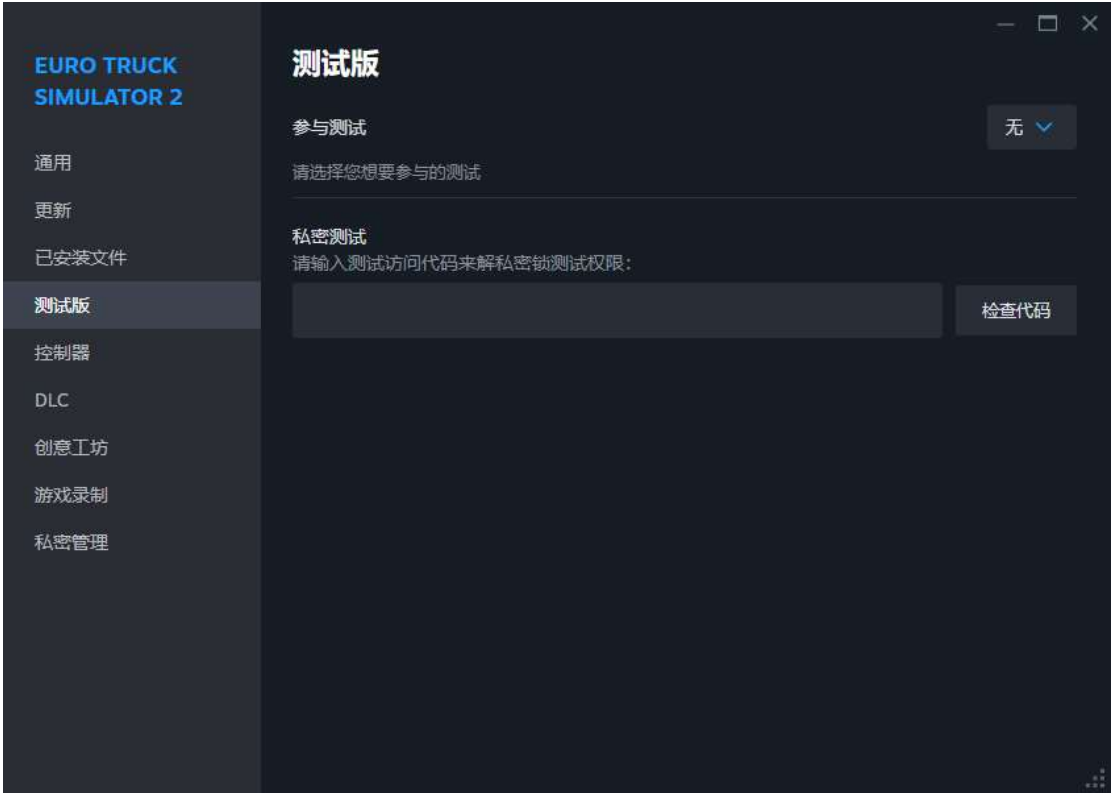 EURO TRUCK
SIMULATOR 2
通用
更新
已安装文件
测试版
控制器
DLC
创意工坊
游戏录制
私密管理
测试版
参与测试
无
请选择您想要参与的测试
私密测试
请输入测试访问代码来解私密锁测试权限：
检查代码